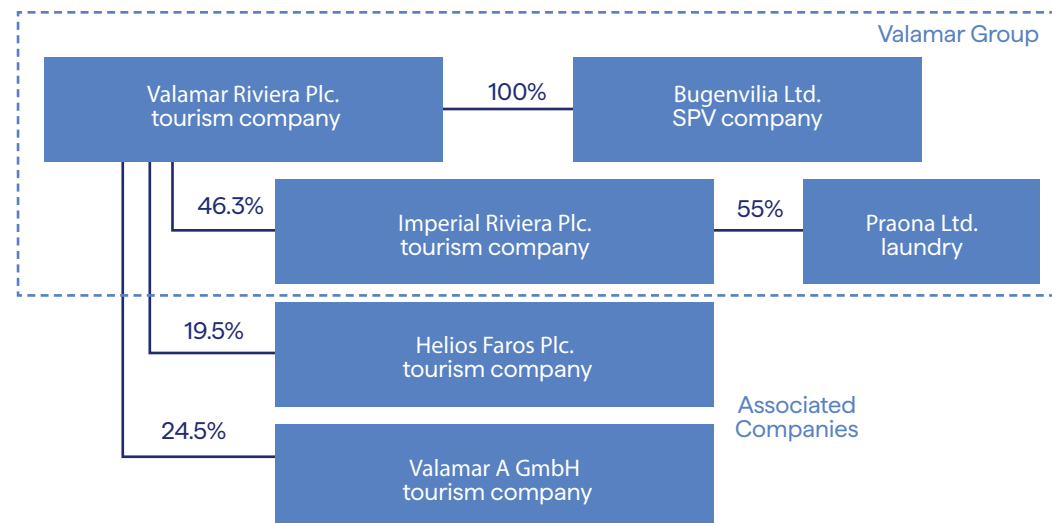 Valamar Group
Valamar Riviera Plc.
tourism company
100%
Bugenvilia Ltd.
SPV company
46.3%
Imperial Riviera Plc.
tourism company
55%
Praona Ltd.
laundry
19.5%
Helios Faros Plc.
tourism company
Associated
Companies
24.5%
Valamar A GmbH
tourism company